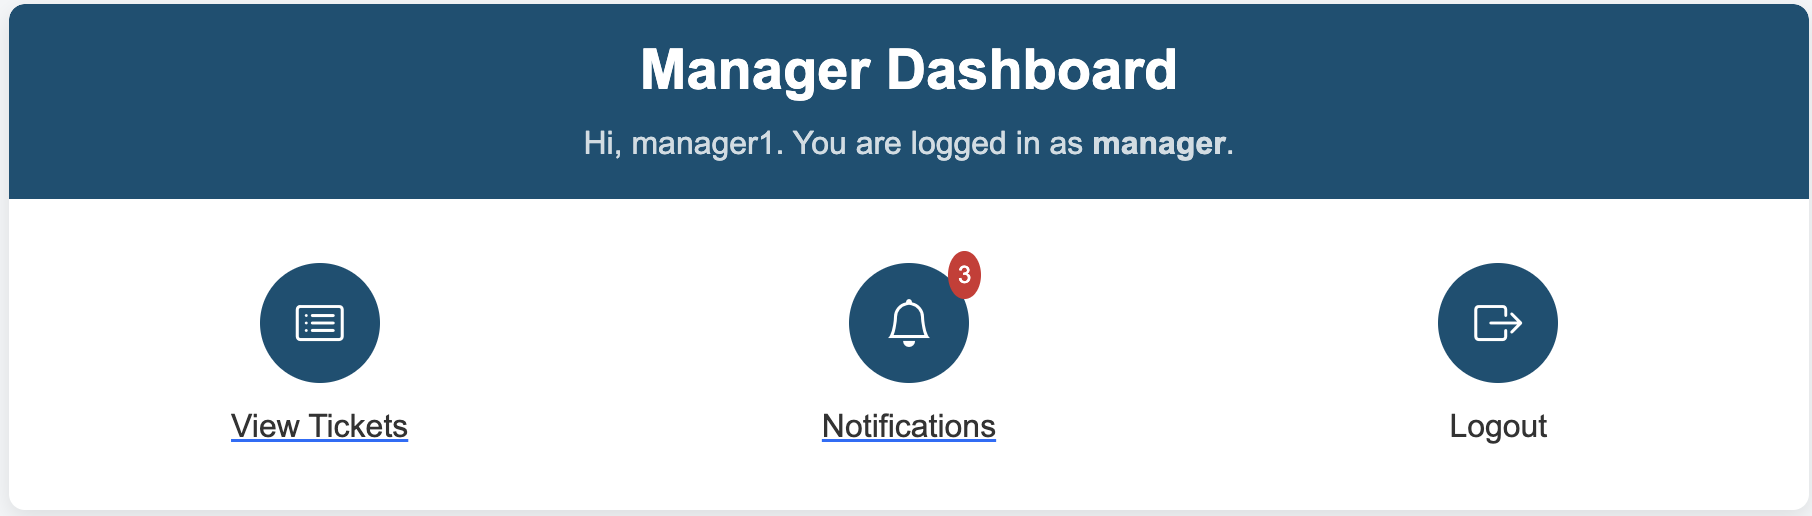 Manager Dashboard
Hi, manager1. You are logged in as manager.
3
View Tickets
Notifications
Logout